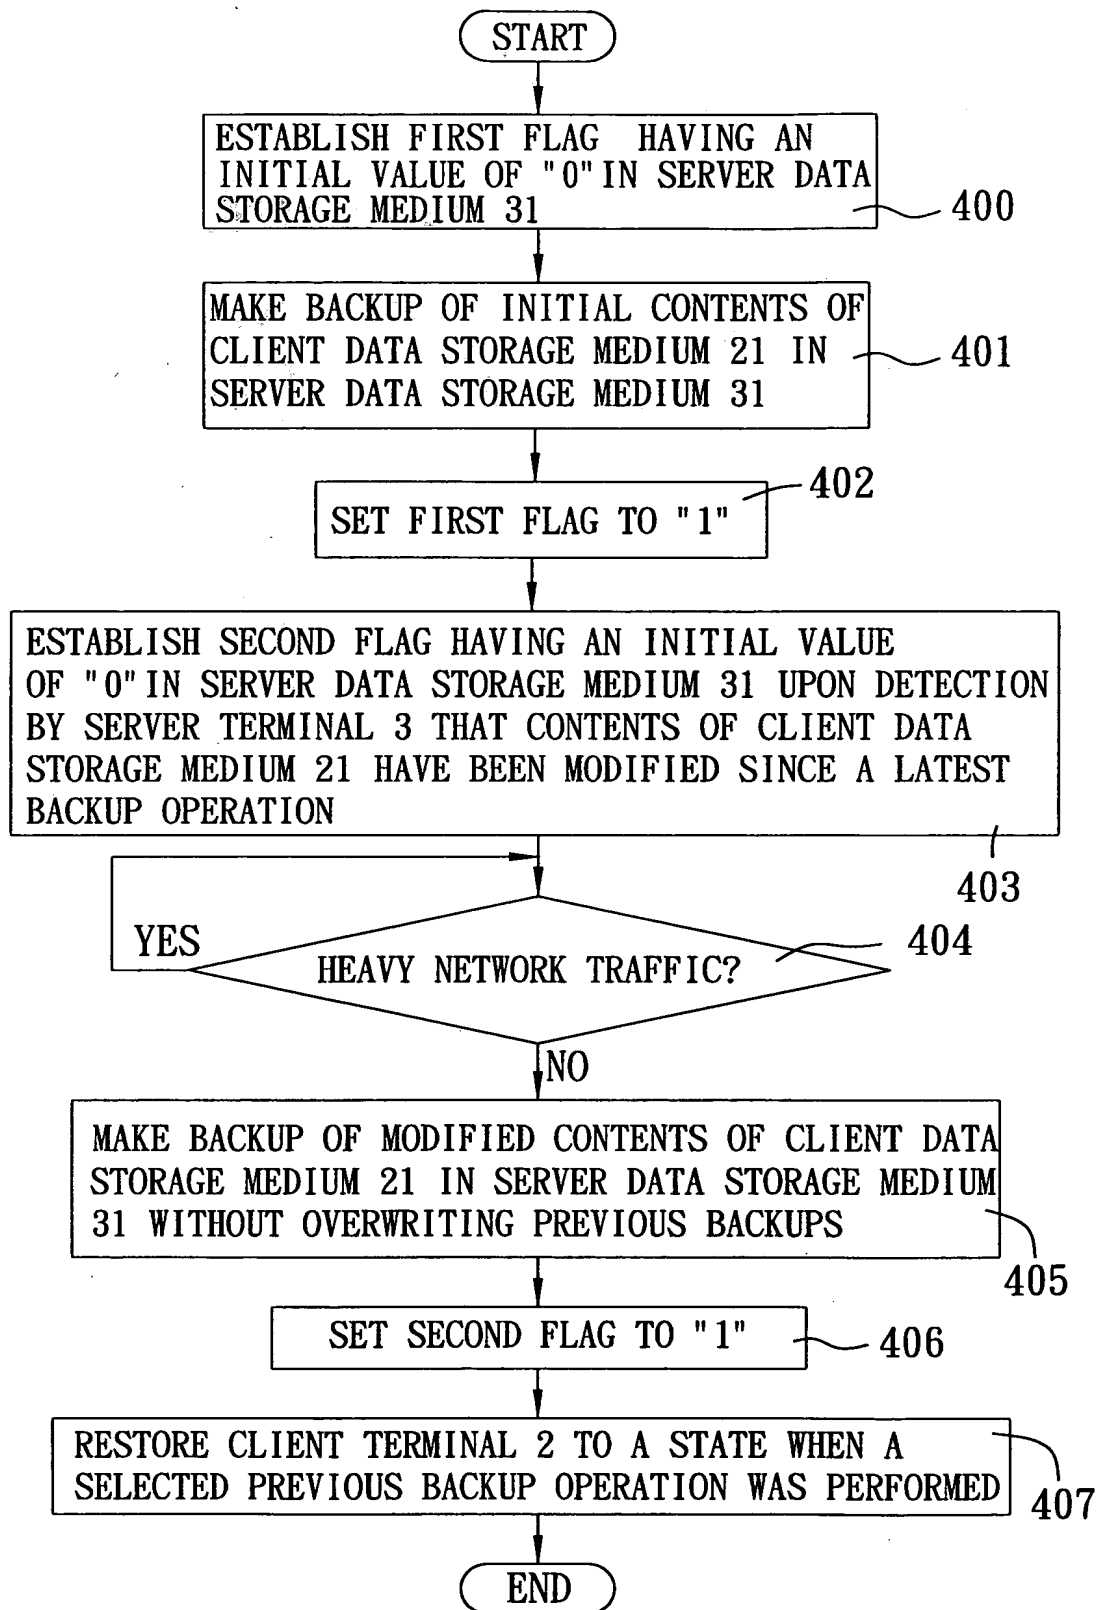 START
ESTABLISH FIRST FLAG HAVING AN
INITIAL VALUE OF "0" IN SERVER DATA
STORAGE MEDIUM 31
400
MAKE BACKUP OF INITIAL CONTENTS OF
CLIENT DATA STORAGE MEDIUM 21 IN
SERVER DATA STORAGE MEDIUM 31
401
402
SET FIRST FLAG TO "1"
ESTABLISH SECOND FLAG HAVING AN INITIAL VALUE
OF "0" IN SERVER DATA STORAGE MEDIUM 31 UPON DETECTION
BY SERVER TERMINAL 3 THAT CONTENTS OF CLIENT DATA
STORAGE MEDIUM 21 HAVE BEEN MODIFIED SINCE A LATEST
BACKUP OPERATION
403
YES
HEAVY NETWORK TRAFFIC?
404
NO
MAKE BACKUP OF MODIFIED CONTENTS OF CLIENT DATA
STORAGE MEDIUM 21 IN SERVER DATA STORAGE MEDIUM
31 WITHOUT OVERWRITING PREVIOUS BACKUPS
405
SET SECOND FLAG TO "1"
406
RESTORE CLIENT TERMINAL 2 TO A STATE WHEN A
SELECTED PREVIOUS BACKUP OPERATION WAS PERFORMED
407
END